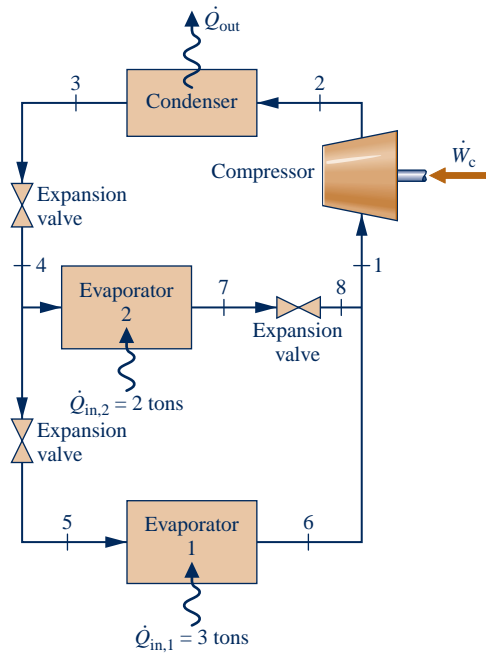 Q̇out
3
2
Condenser
Compressor
Ẇc
Expansion
valve
4
7
8
1
Evaporator
2
Expansion
valve
Q̇in,2 = 2 tons
Expansion
valve
5
Evaporator
1
6
Q̇in,1 = 3 tons